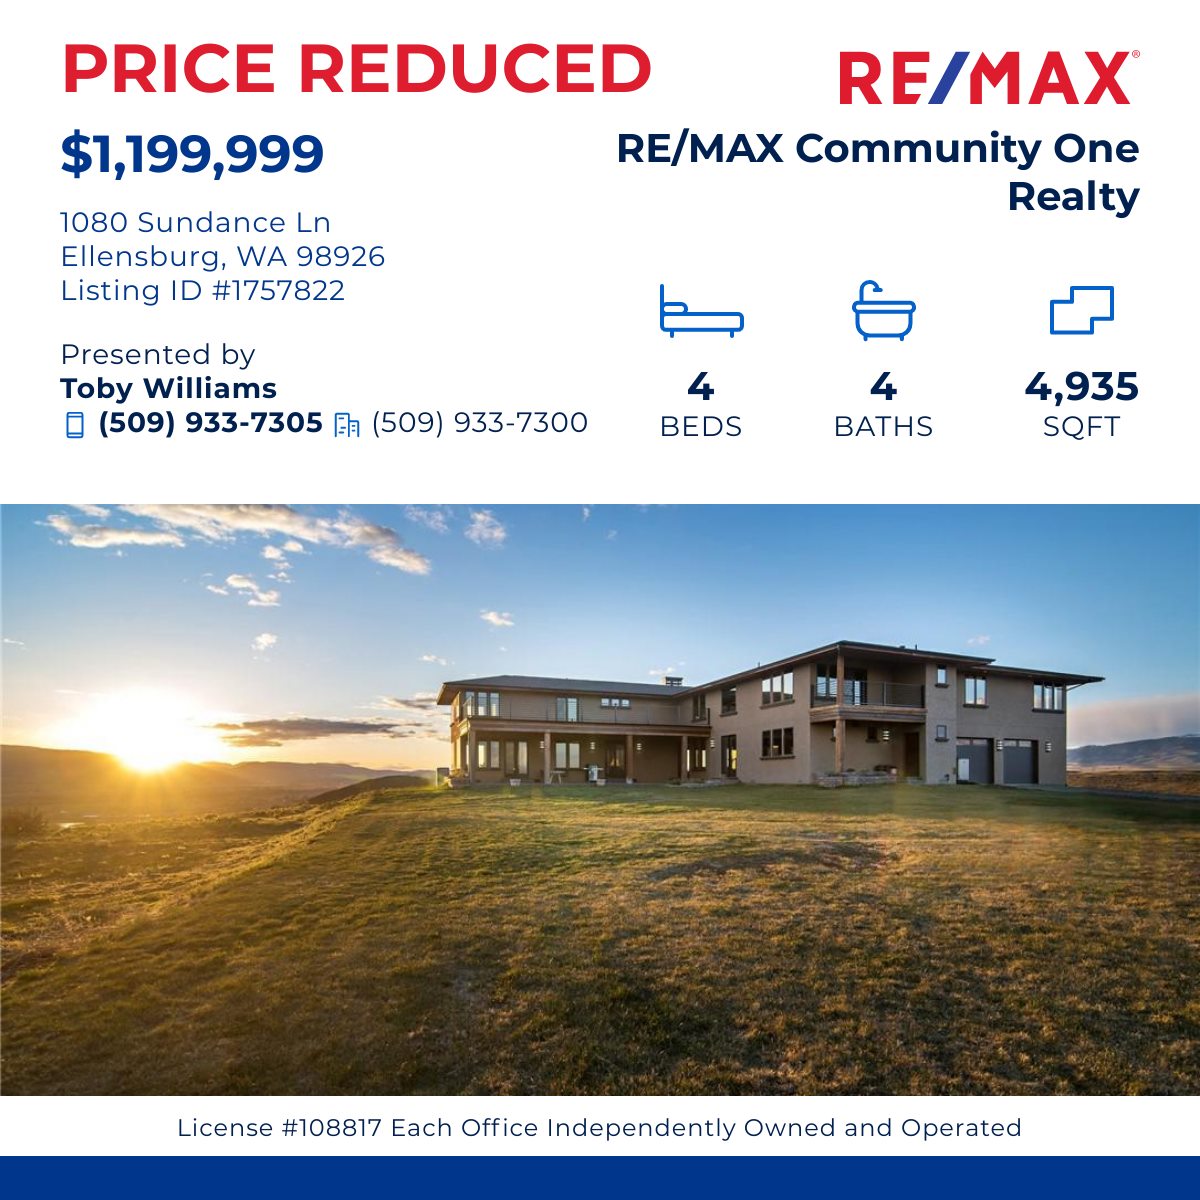 PRICE REDUCED
$1,199,999
1080 Sundance Ln
Ellensburg, WA 98926
Listing ID #1757822
Presented by
Toby Williams
(509) 933-7305 (509) 933-7300
RE/MAX®
RE/MAX Community One
Realty
4 4 4,935
BEDS BATHS SQFT
License #108817 Each Office Independently Owned and Operated